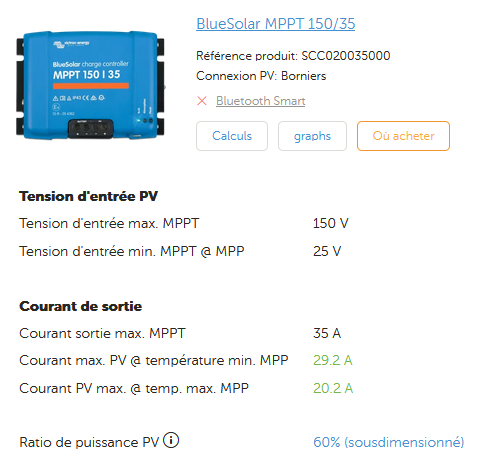 BlueSolar MPPT 150/35
Référence produit: SCC020035000
Connexion PV: Borniers
Bluetooth Smart
Calculs
graphs
Où acheter
victron energy
BlueSolar charge controller
MPPT 150 | 35
Tension d'entrée PV
Tension d'entrée max. MPPT 150 V
Tension d'entrée min. MPPT @ MPP 25 V
Courant de sortie
Courant sortie max. MPPT 35 A
Courant max. PV @ température min. MPP 29.2 A
Courant PV max. @ temp. max. MPP 20.2 A
Ratio de puissance PV 60% (sousdimensionné)